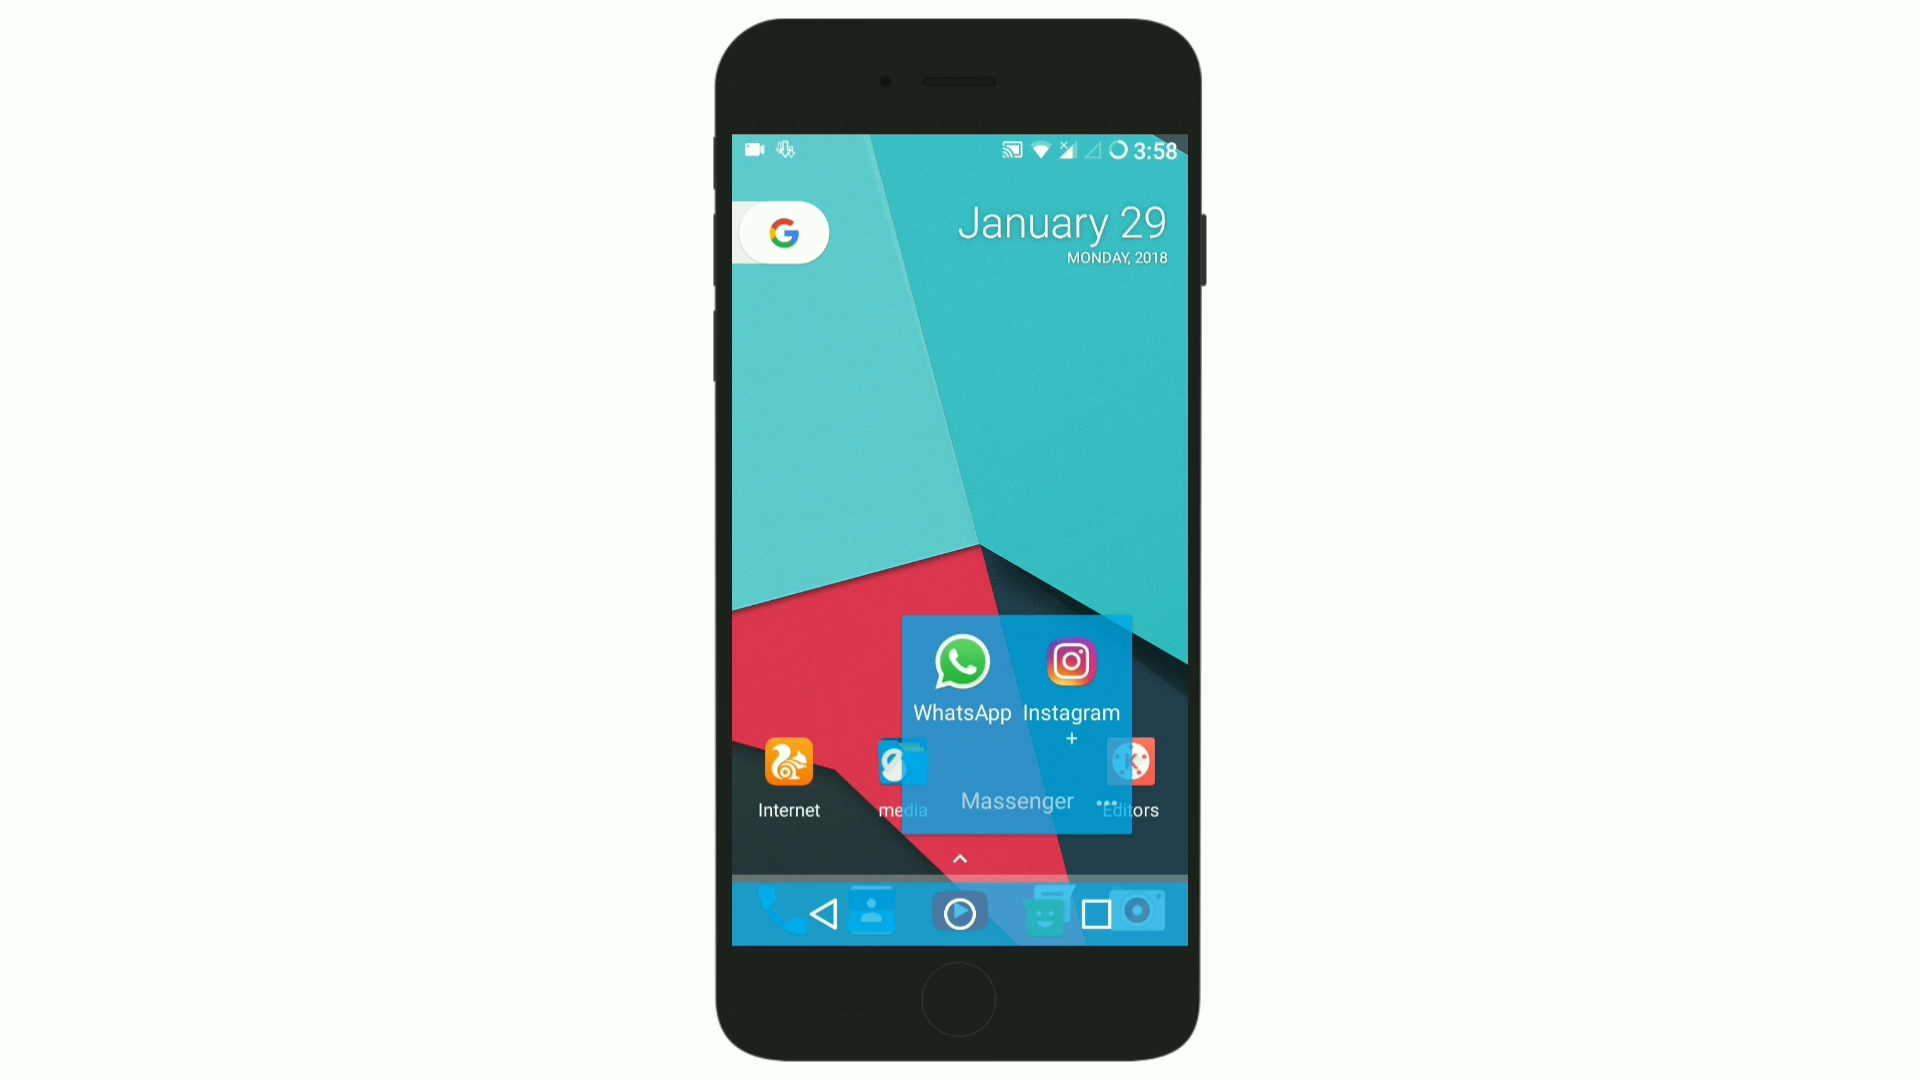 3:58
January 29
MONDAY, 2018
WhatsApp Instagram
+
Internet media Editors
Massenger